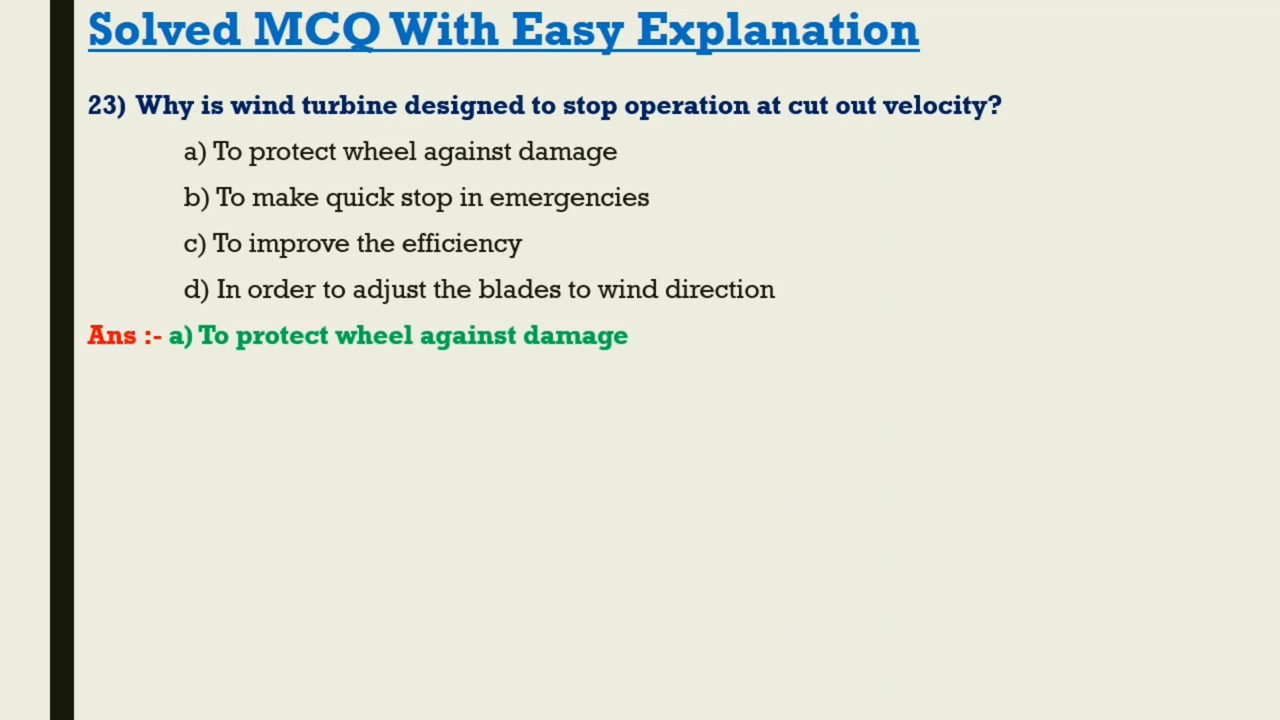 Solved MCQ With Easy Explanation
23) Why is wind turbine designed to stop operation at cut out velocity?
a) To protect wheel against damage
b) To make quick stop in emergencies
c) To improve the efficiency
d) In order to adjust the blades to wind direction
Ans :- a) To protect wheel against damage